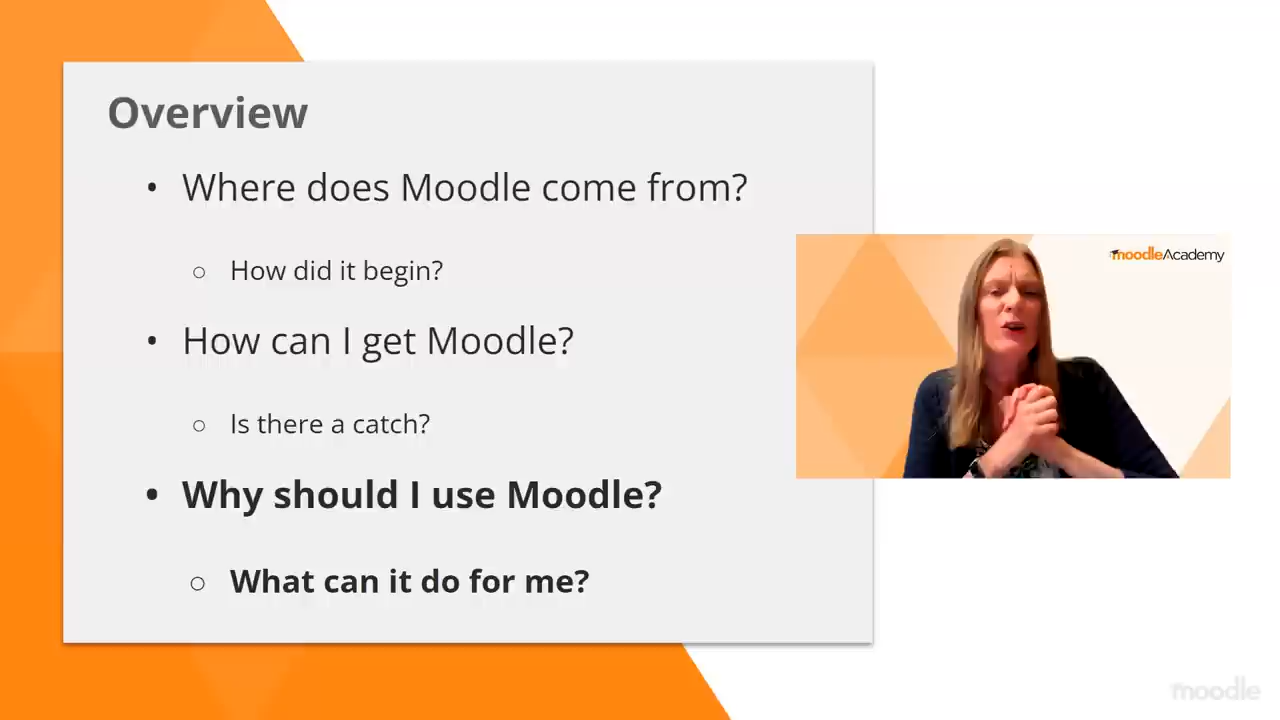 Overview
• Where does Moodle come from?
○ How did it begin?
• How can I get Moodle?
○ Is there a catch?
• Why should I use Moodle?
○ What can it do for me?
moodleAcademy
moodle